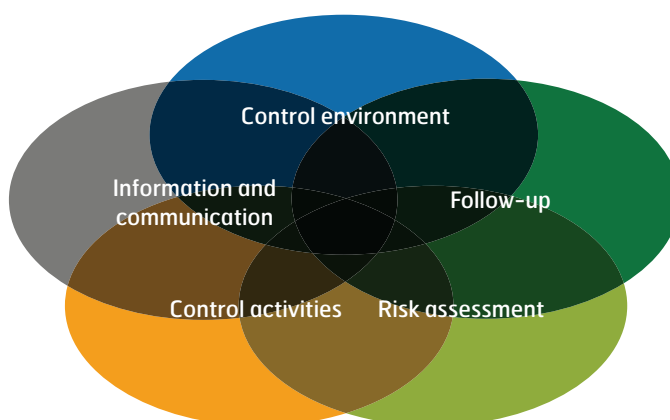 Control environment
Information and
communication
Follow-up
Control activities
Risk assessment